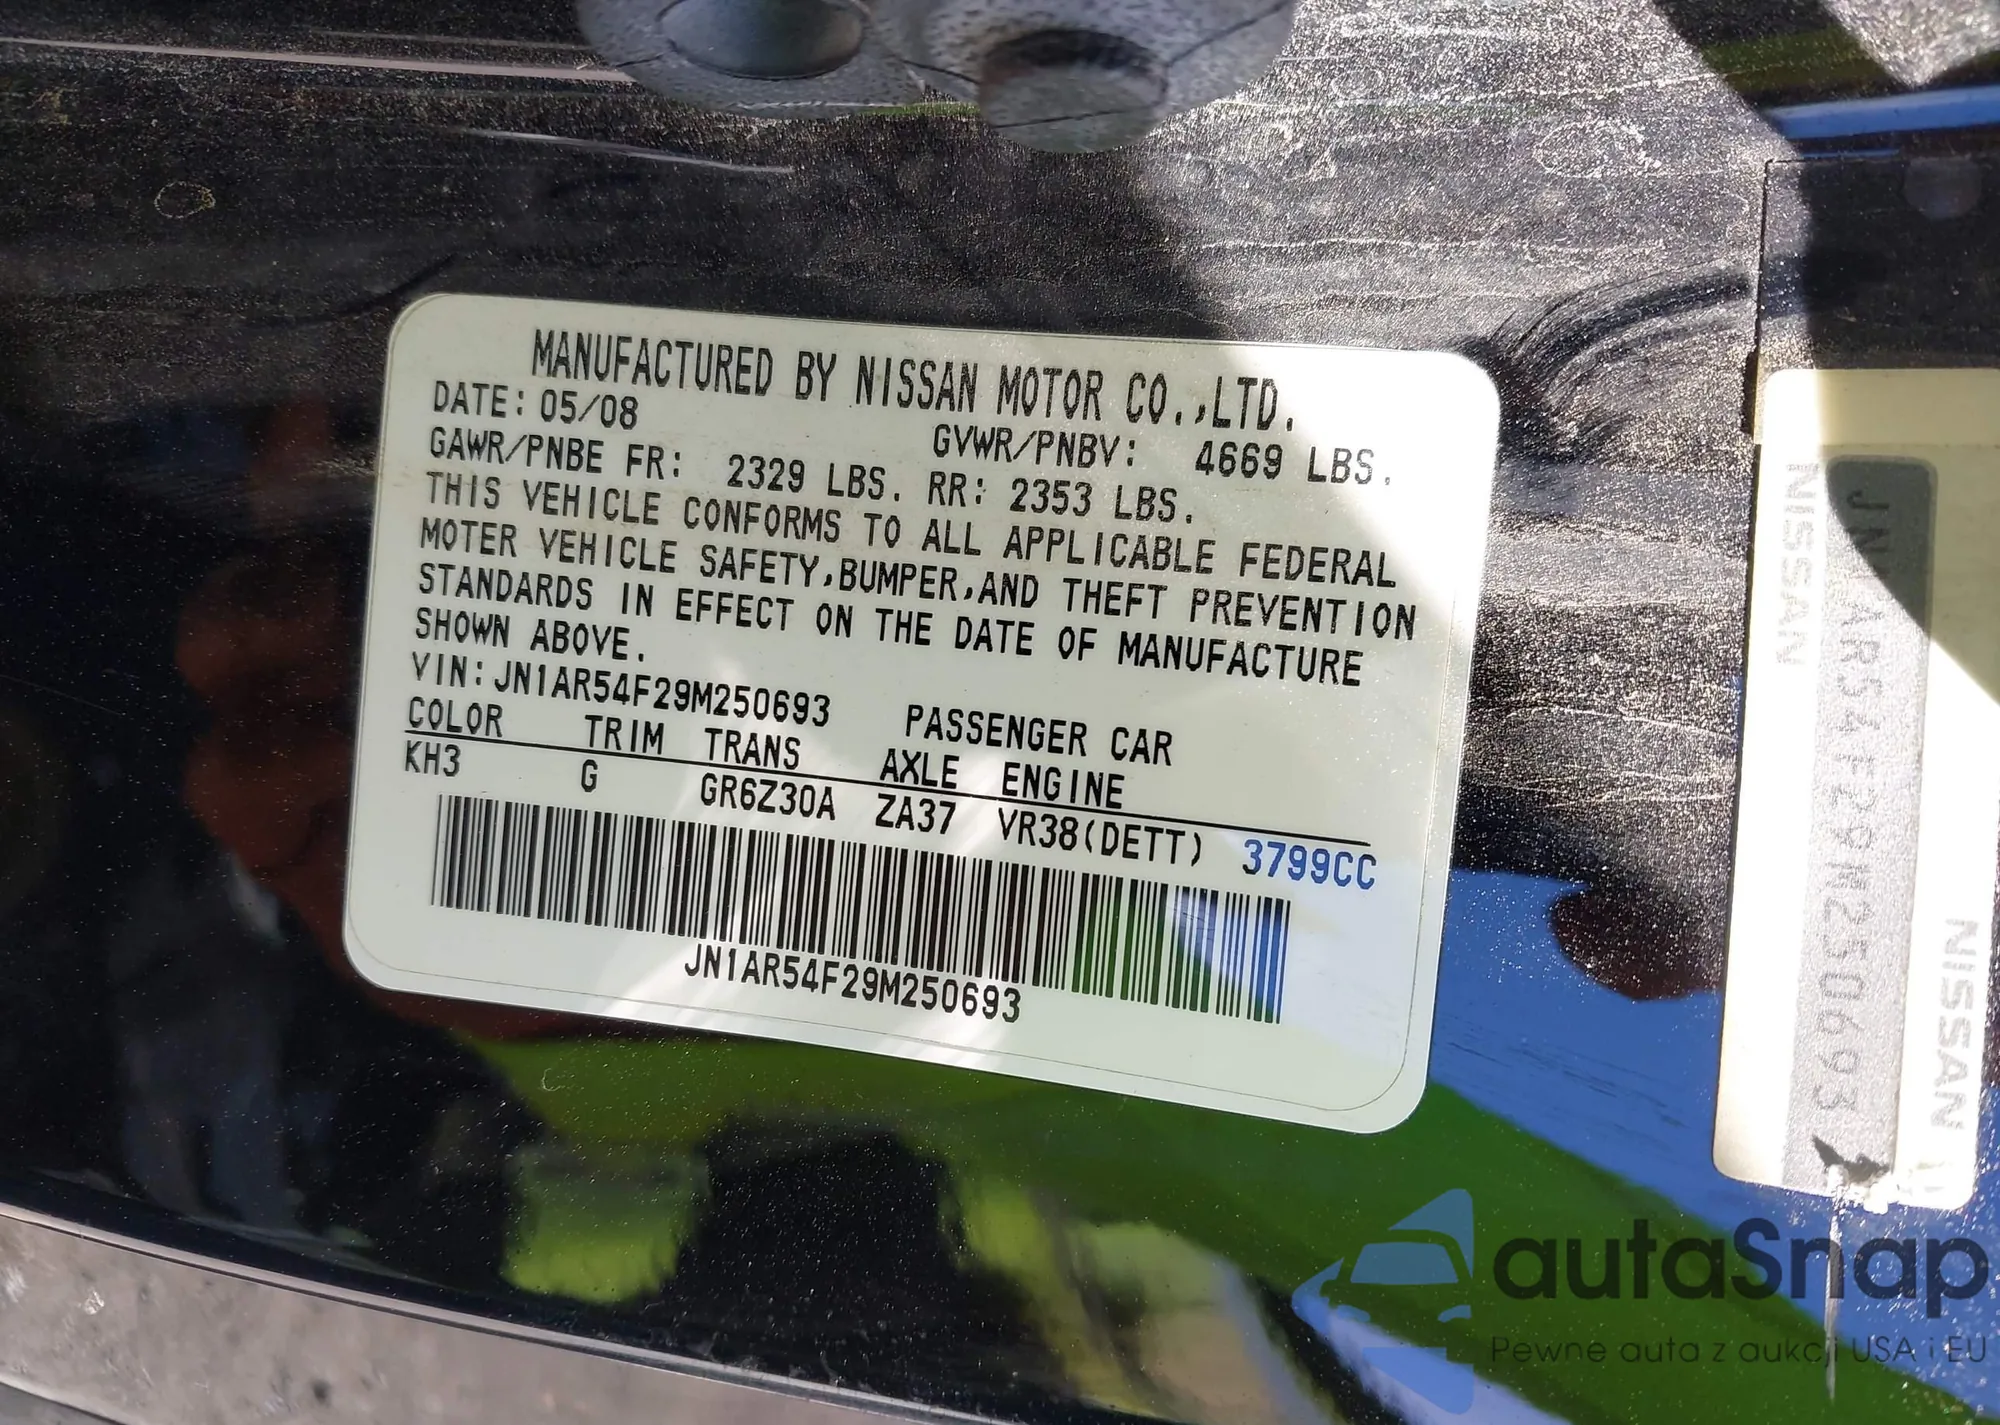 MANUFACTURED BY NISSAN MOTOR CO.,LTD.
DATE: 05/08 GVWR/PNBV: 4669 LBS.
GAWR/PNBE FR: 2329 LBS. RR: 2353 LBS.
THIS VEHICLE CONFORMS TO ALL APPLICABLE FEDERAL
MOTER VEHICLE SAFETY,BUMPER,AND THEFT PREVENTION
STANDARDS IN EFFECT ON THE DATE OF MANUFACTURE
SHOWN ABOVE.
VIN:JN1AR54F29M250693 PASSENGER CAR
COLOR TRIM TRANS AXLE ENGINE
KH3 G GR6Z30A ZA37 VR38(DETT) 3799CC
JN1AR54F29M250693
NISSAN
JN1AR54F29M250693
NISSAN
autaSnap
Pewne auta z aukcji USA i EU